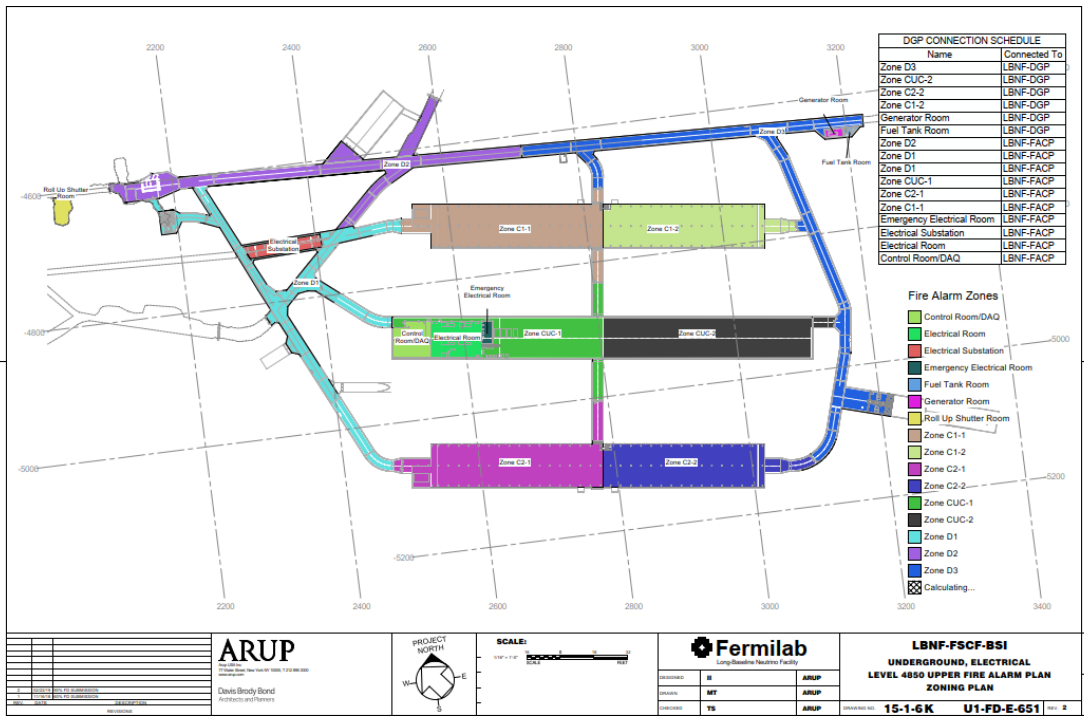 2200
2400
2600
2800
3000
3200
DGP CONNECTION SCHEDULE
Name Connected To
Zone D3 LBNF-DGP
Zone CUC-2 LBNF-DGP
Zone C2-2 LBNF-DGP
Zone C1-2 LBNF-DGP
Generator Room LBNF-DGP
Fuel Tank Room LBNF-DGP
Zone D2 LBNF-FACP
Zone D1 LBNF-FACP
Zone D1 LBNF-FACP
Zone CUC-1 LBNF-FACP
Zone C2-1 LBNF-FACP
Zone C1-1 LBNF-FACP
Emergency Electrical Room LBNF-FACP
Electrical Substation LBNF-FACP
Electrical Room LBNF-FACP
Control Room/DAQ LBNF-FACP
Generator Room
Zone D3
Fuel Tank Room
Zone D2
Roll Up Shutter
Room
-4600
Zone C1-1
Zone C1-2
Electrical
Substation
Zone D1
Emergency
Electrical Room
-4800
Control
Room/DAQ
Electrical Room
Zone CUC-1
Zone CUC-2
-5000
Zone C2-1
Zone C2-2
-5000
-5200
-5200
Fire Alarm Zones
Control Room/DAQ
Electrical Room
Electrical Substation
Emergency Electrical Room
Fuel Tank Room
Generator Room
Roll Up Shutter Room
Zone C1-1
Zone C1-2
Zone C2-1
Zone C2-2
Zone CUC-1
Zone CUC-2
Zone D1
Zone D2
Zone D3
Calculating...
2200
2400
2600
2800
3000
3200
3400
REV. DATE DESCRIPTION
REVISIONS
ARUP
Davis Brody Bond
Architects and Planners
PROJECT
NORTH
W
E
S
SCALE:
SCALE FEET
Fermilab
Long-Baseline Neutrino Facility
DESIGNED II ARUP
DRAWN MT ARUP
CHECKED TS ARUP
LBNF-FSCF-BSI
UNDERGROUND, ELECTRICAL
LEVEL 4850 UPPER FIRE ALARM PLAN
ZONING PLAN
DRAWING NO. 15-1-6 K U1-FD-E-651 REV. 2